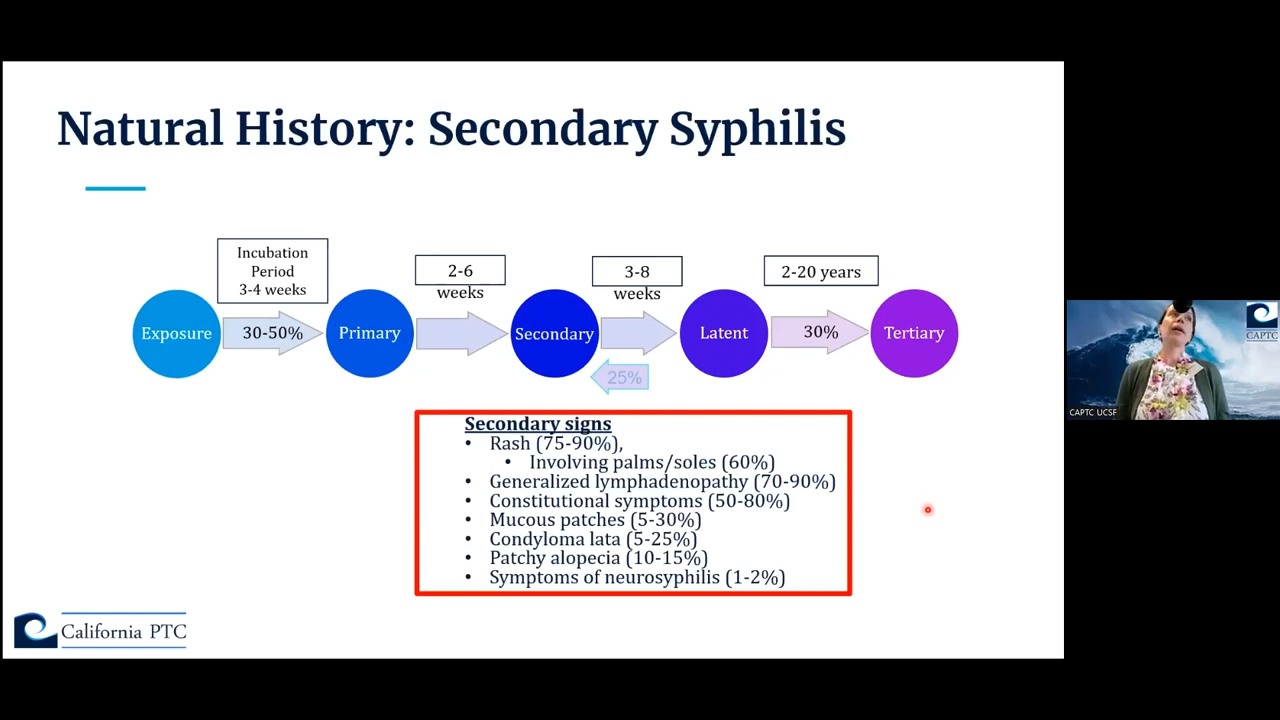 Natural History: Secondary Syphilis
Incubation
Period
3-4 weeks
2-6
weeks
3-8
weeks
2-20 years
Exposure
30-50%
Primary
Secondary
Latent
30%
Tertiary
25%
Secondary signs
• Rash (75-90%),
• Involving palms/soles (60%)
• Generalized lymphadenopathy (70-90%)
• Constitutional symptoms (50-80%)
• Mucous patches (5-30%)
• Condyloma lata (5-25%)
• Patchy alopecia (10-15%)
• Symptoms of neurosyphilis (1-2%)
California PTC
CAPTC
CAPTC UCSF